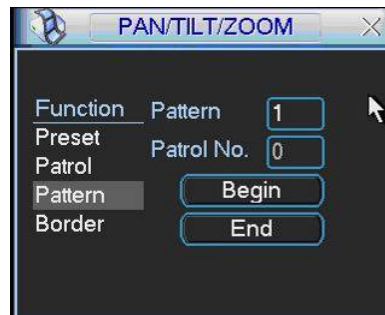 PAN/TILT/ZOOM
Function
Preset
Patrol
Pattern
Border
Pattern 1
Patrol No. 0
Begin
End